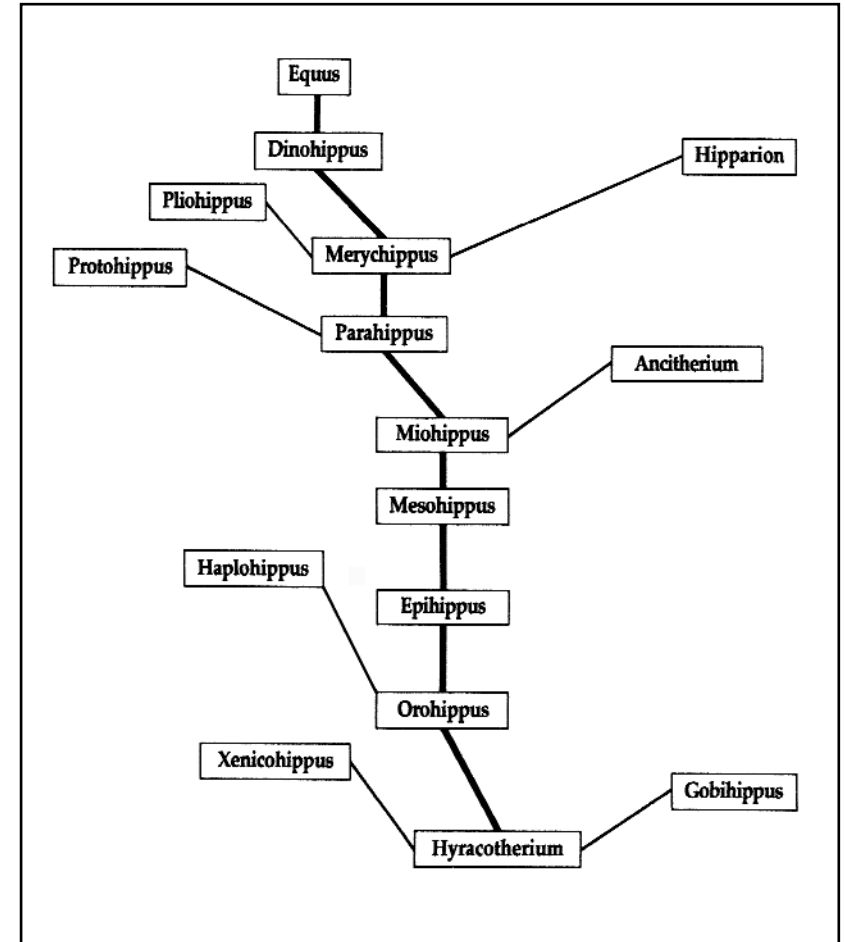 Equus
Dinohippus
Hipparion
Pliohippus
Merychippus
Protohippus
Parahippus
Ancitherium
Miohippus
Mesohippus
Haplohippus
Epihippus
Orohippus
Xenicohippus
Gobihippus
Hyracotherium